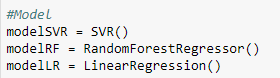 #Model
modelSVR = SVR()
modelRF = RandomForestRegressor()
modelLR = LinearRegression()